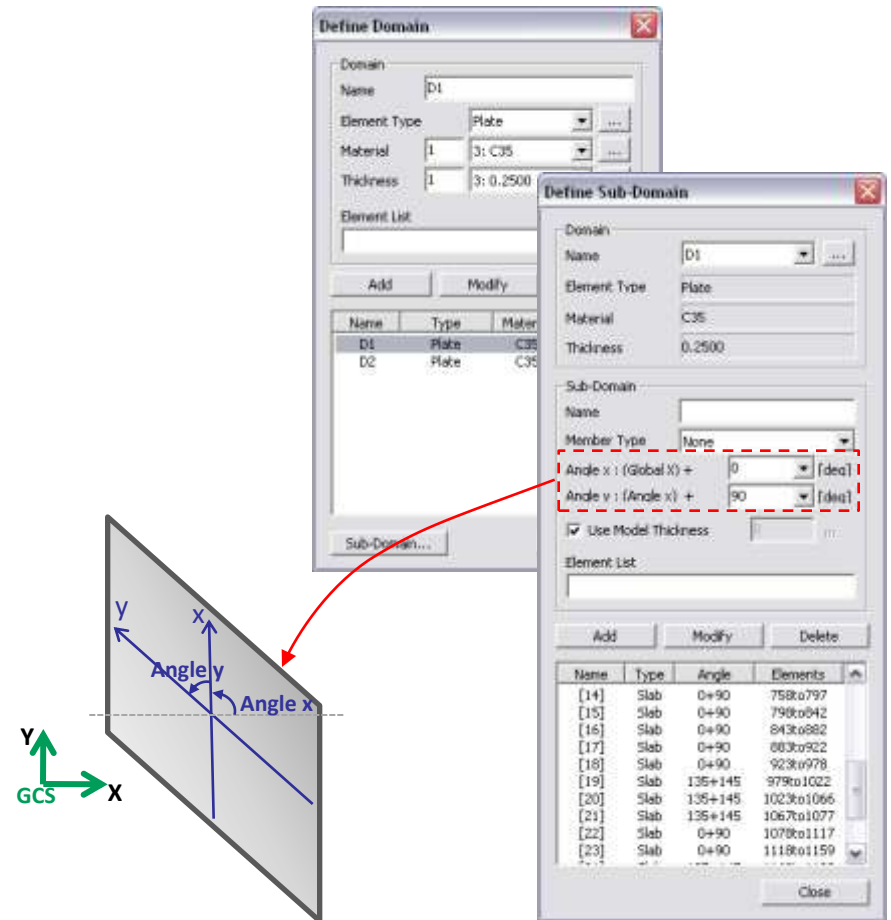 Define Domain
Domain
Name D1
Element Type Plate ...
Material 1 3: C35 ...
Thickness 1 3: 0.2500
Element List
Add Modify
Name Type Mater
D1 Plate C35
D2 Plate C35
Sub-Domain...
Define Sub-Domain
Domain
Name D1 ...
Element Type Plate
Material C35
Thickness 0.2500
Sub-Domain
Name
Member Type None
Angle x : (Global X) + 0 [deg]
Angle y : (Angle x) + 90 [deg]
Use Model Thickness
Element List
Add Modify Delete
Name Type Angle Elements
[14] Slab 0+90 758to797
[15] Slab 0+90 798to842
[16] Slab 0+90 843to882
[17] Slab 0+90 883to922
[18] Slab 0+90 923to978
[19] Slab 135+145 979to1022
[20] Slab 135+145 1023to1066
[21] Slab 135+145 1067to1077
[22] Slab 0+90 1078to1117
[23] Slab 0+90 1118to1159
Close
y x
Angle y
Angle x
Y
GCS X